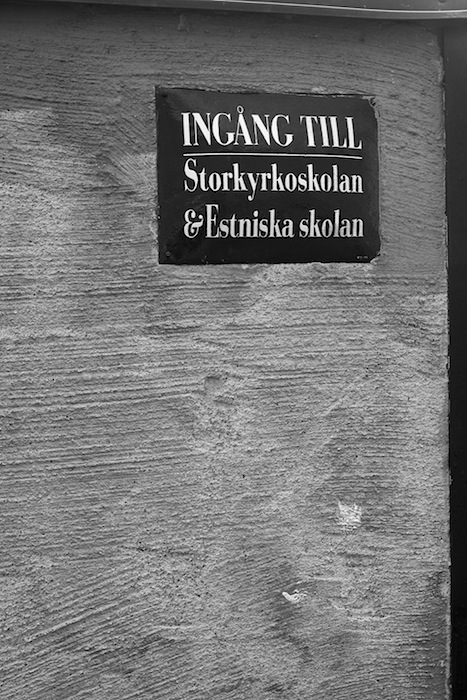 INGÅNG TILL
Storkyrkoskolan
& Estniska skolan